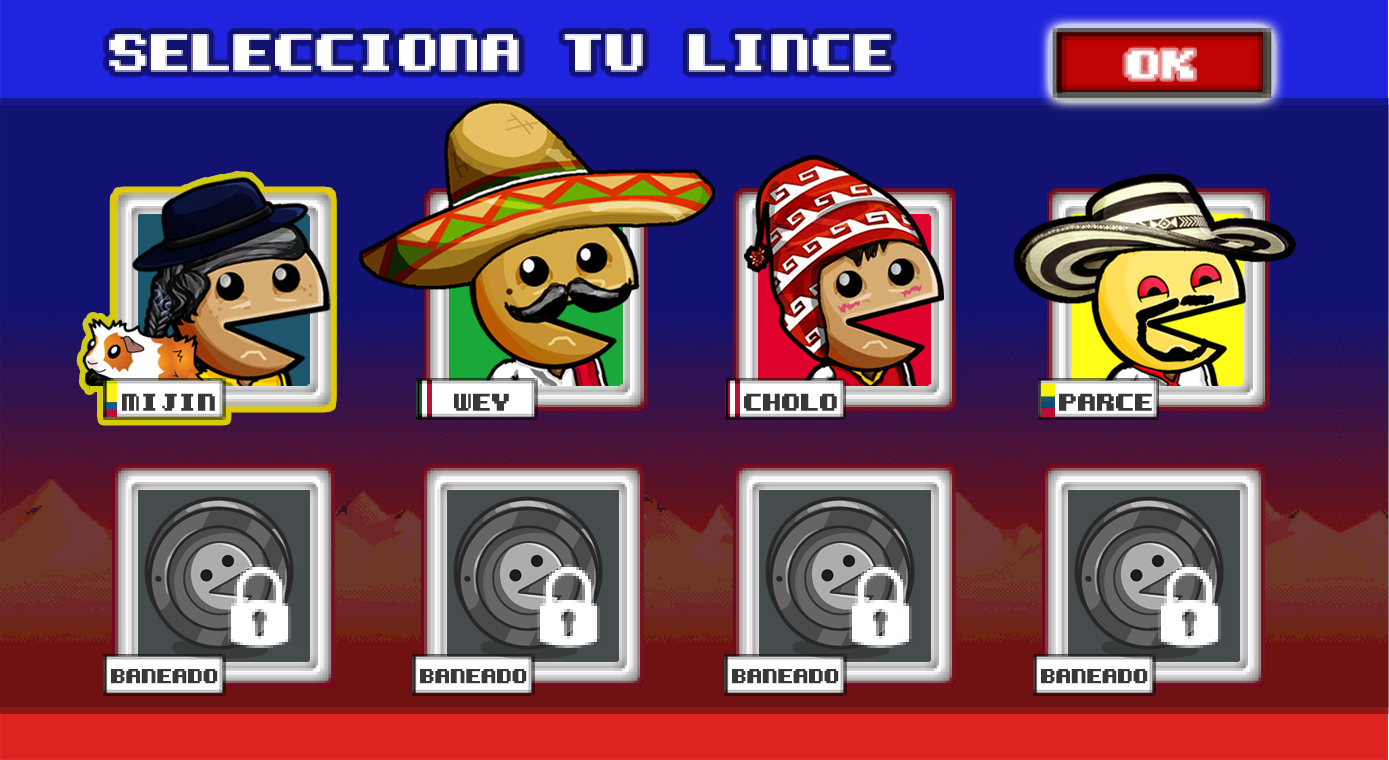 SELECCIONA TU LINCE
OK
MIJIN
WEY
CHOLO
PARCE
BANEADO
BANEADO
BANEADO
BANEADO